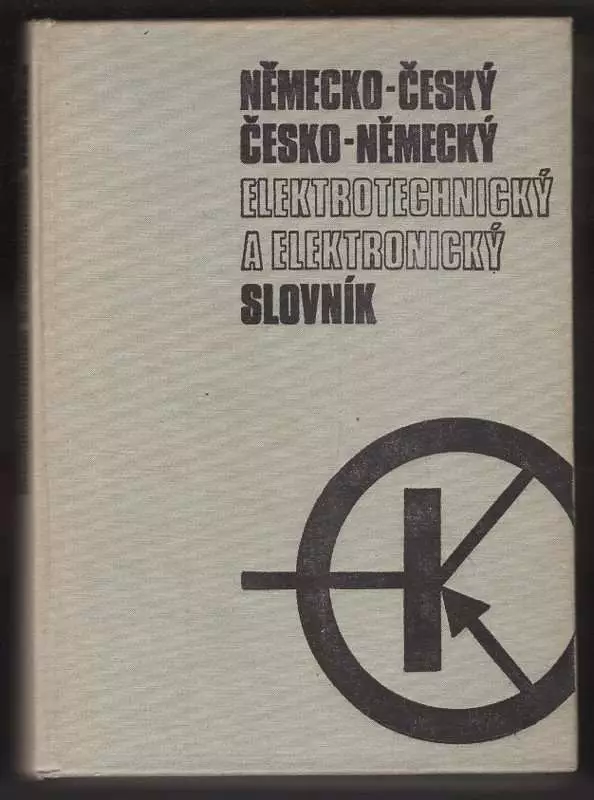 NĚMECKO-ČESKÝ
ČESKO-NĚMECKÝ
ELEKTROTECHNICKÝ
A ELEKTRONICKÝ
SLOVNÍK